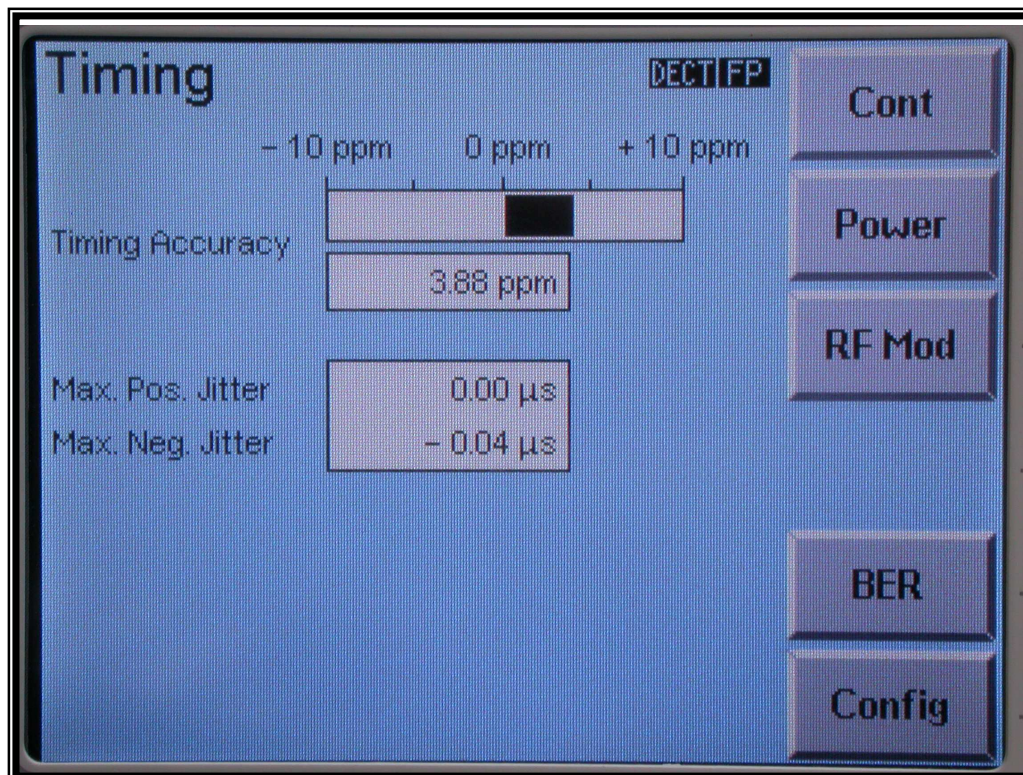 Timing
DECT FP
Cont
– 10 ppm 0 ppm + 10 ppm
Power
Timing Accuracy
3.88 ppm
RF Mod
Max. Pos. Jitter 0.00 µs
Max. Neg. Jitter – 0.04 µs
BER
Config